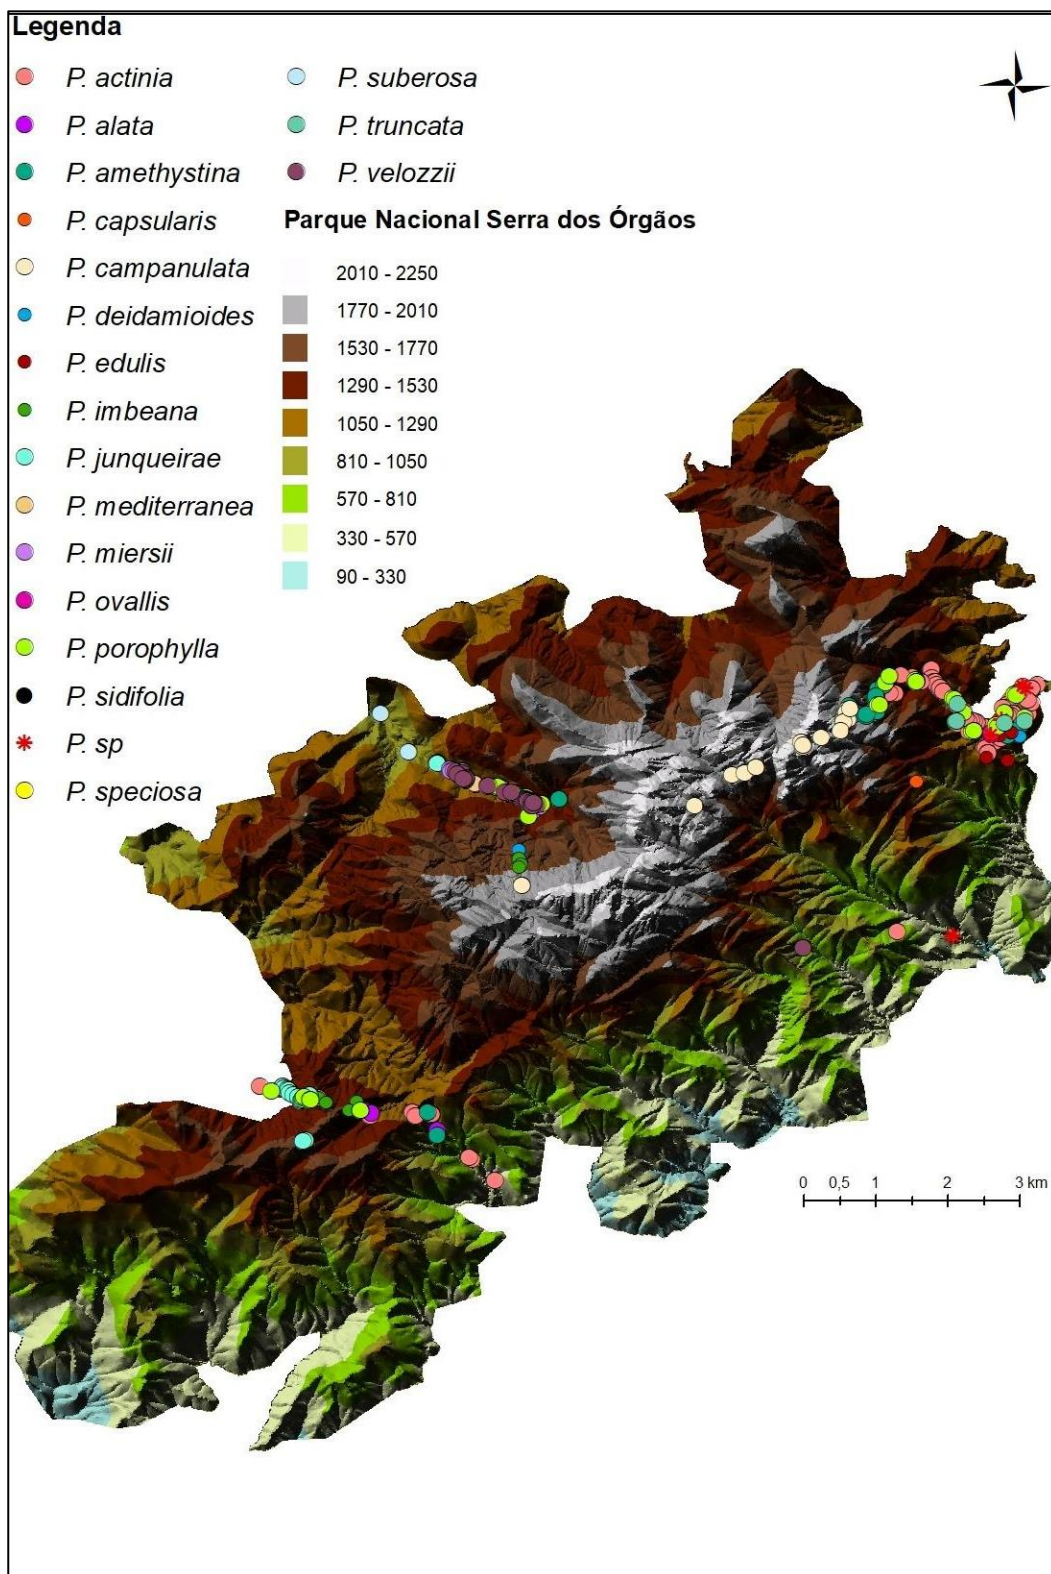 Legenda
P. actinia
P. alata
P. amethystina
P. capsularis
P. campanulata
P. deidamioides
P. edulis
P. imbeana
P. junqueirae
P. mediterranea
P. miersii
P. ovallis
P. porophylla
P. sidifolia
P. sp
P. speciosa
P. suberosa
P. truncata
P. velozzii
Parque Nacional Serra dos Órgãos
2010 - 2250
1770 - 2010
1530 - 1770
1290 - 1530
1050 - 1290
810 - 1050
570 - 810
330 - 570
90 - 330
0 0,5 1 2 3 km